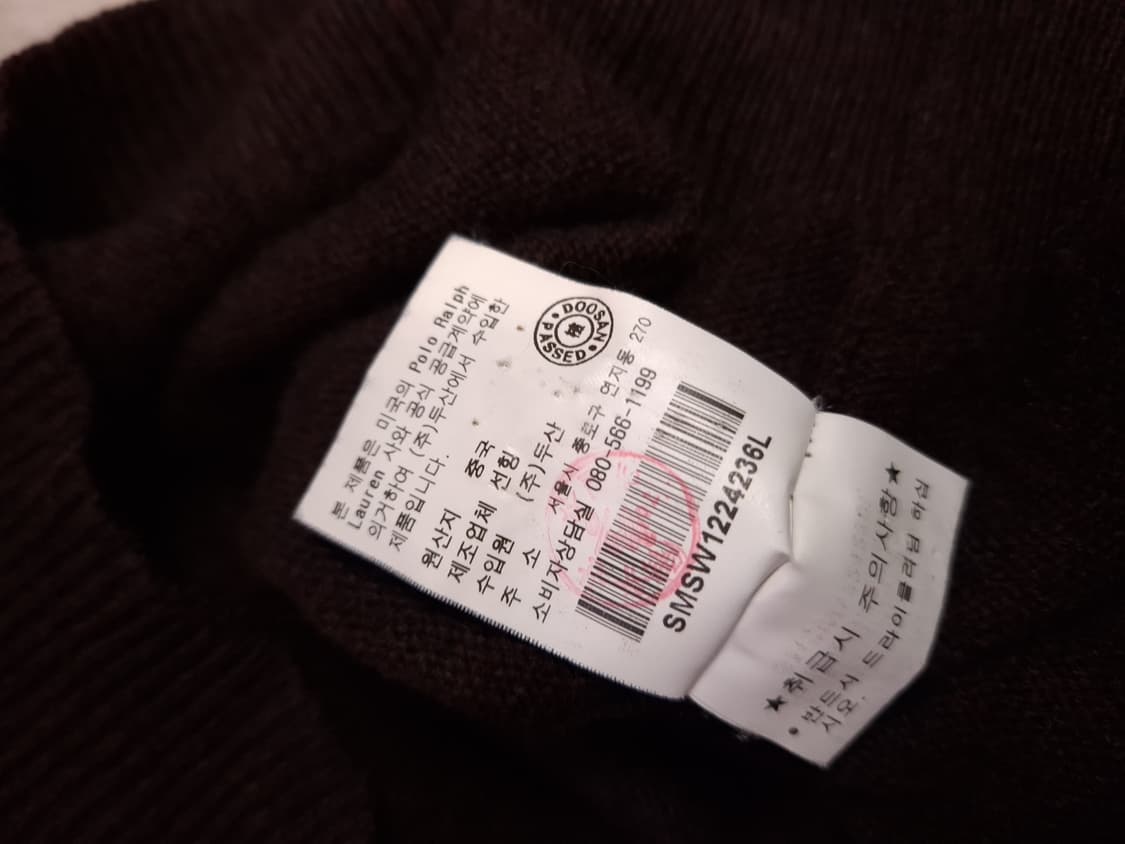 본 제품은 미국의 Polo Ralph
Lauren 사와 공식 공급계약에
의거하여 (주)두산에서 수입한
제품입니다.
DOOSAN
檢
PASSED
원산지 중국
제조업체 선힝
수입원 (주)두산
주 소 서울시 종로구 연지동 270
소비자상담실 080-566-1199
SMSW1224236L
★취급시 주의사항★
• 반드시 드라이클리닝 하십
시오.